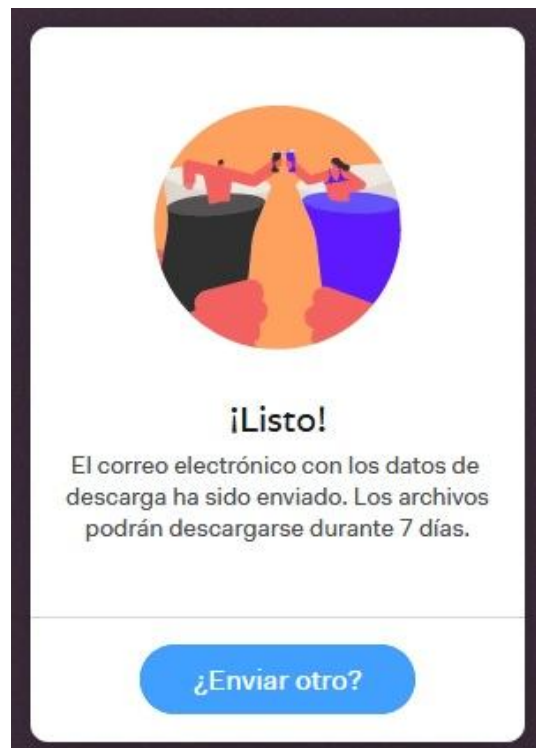 ¡Listo!
El correo electrónico con los datos de
descarga ha sido enviado. Los archivos
podrán descargarse durante 7 días.
¿Enviar otro?